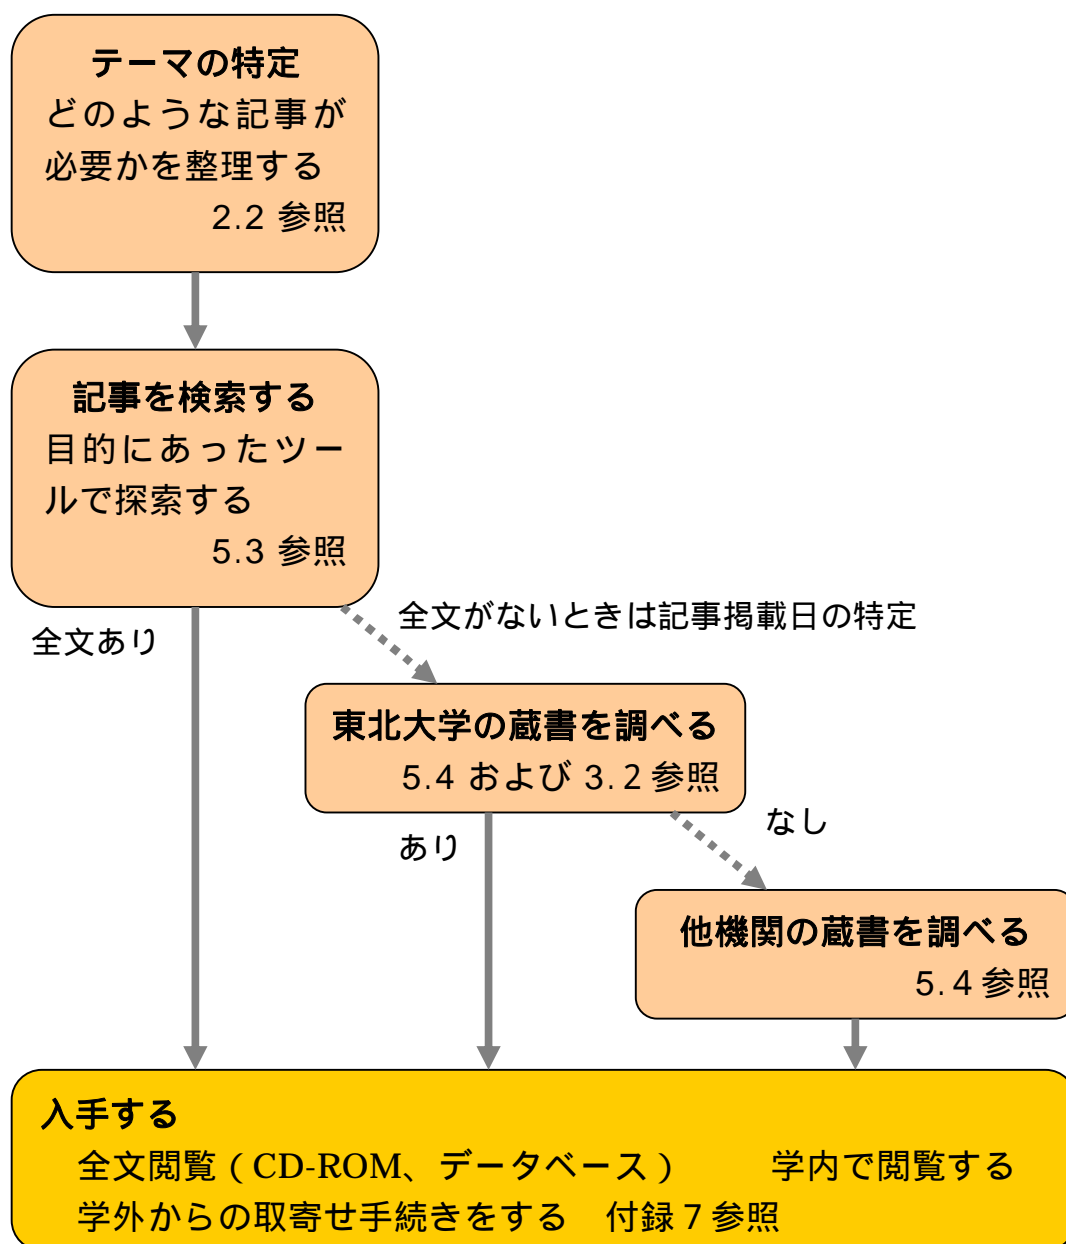 テーマの特定
どのような記事が
必要かを整理する
2.2 参照
記事を検索する
目的にあったツー
ルで探索する
5.3 参照
全文あり
全文がないときは記事掲載日の特定
東北大学の蔵書を調べる
5.4 および 3.2 参照
あり
なし
他機関の蔵書を調べる
5.4 参照
入手する
全文閲覧(CD-ROM、データベース) 学内で閲覧する
学外からの取寄せ手続きをする 付録 7 参照